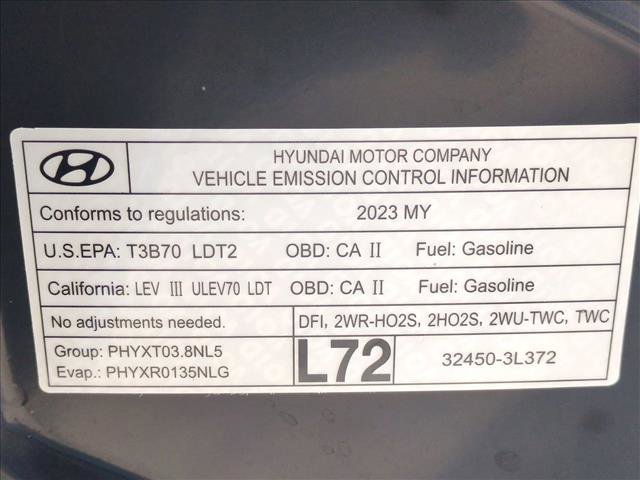 HYUNDAI MOTOR COMPANY
VEHICLE EMISSION CONTROL INFORMATION
Conforms to regulations: 2023 MY
U.S.EPA: T3B70 LDT2 OBD: CA II Fuel: Gasoline
California: LEV III ULEV70 LDT OBD: CA II Fuel: Gasoline
No adjustments needed. DFI, 2WR-HO2S, 2HO2S, 2WU-TWC, TWC
Group: PHYXT03.8NL5
Evap.: PHYXR0135NLG
L72
32450-3L372